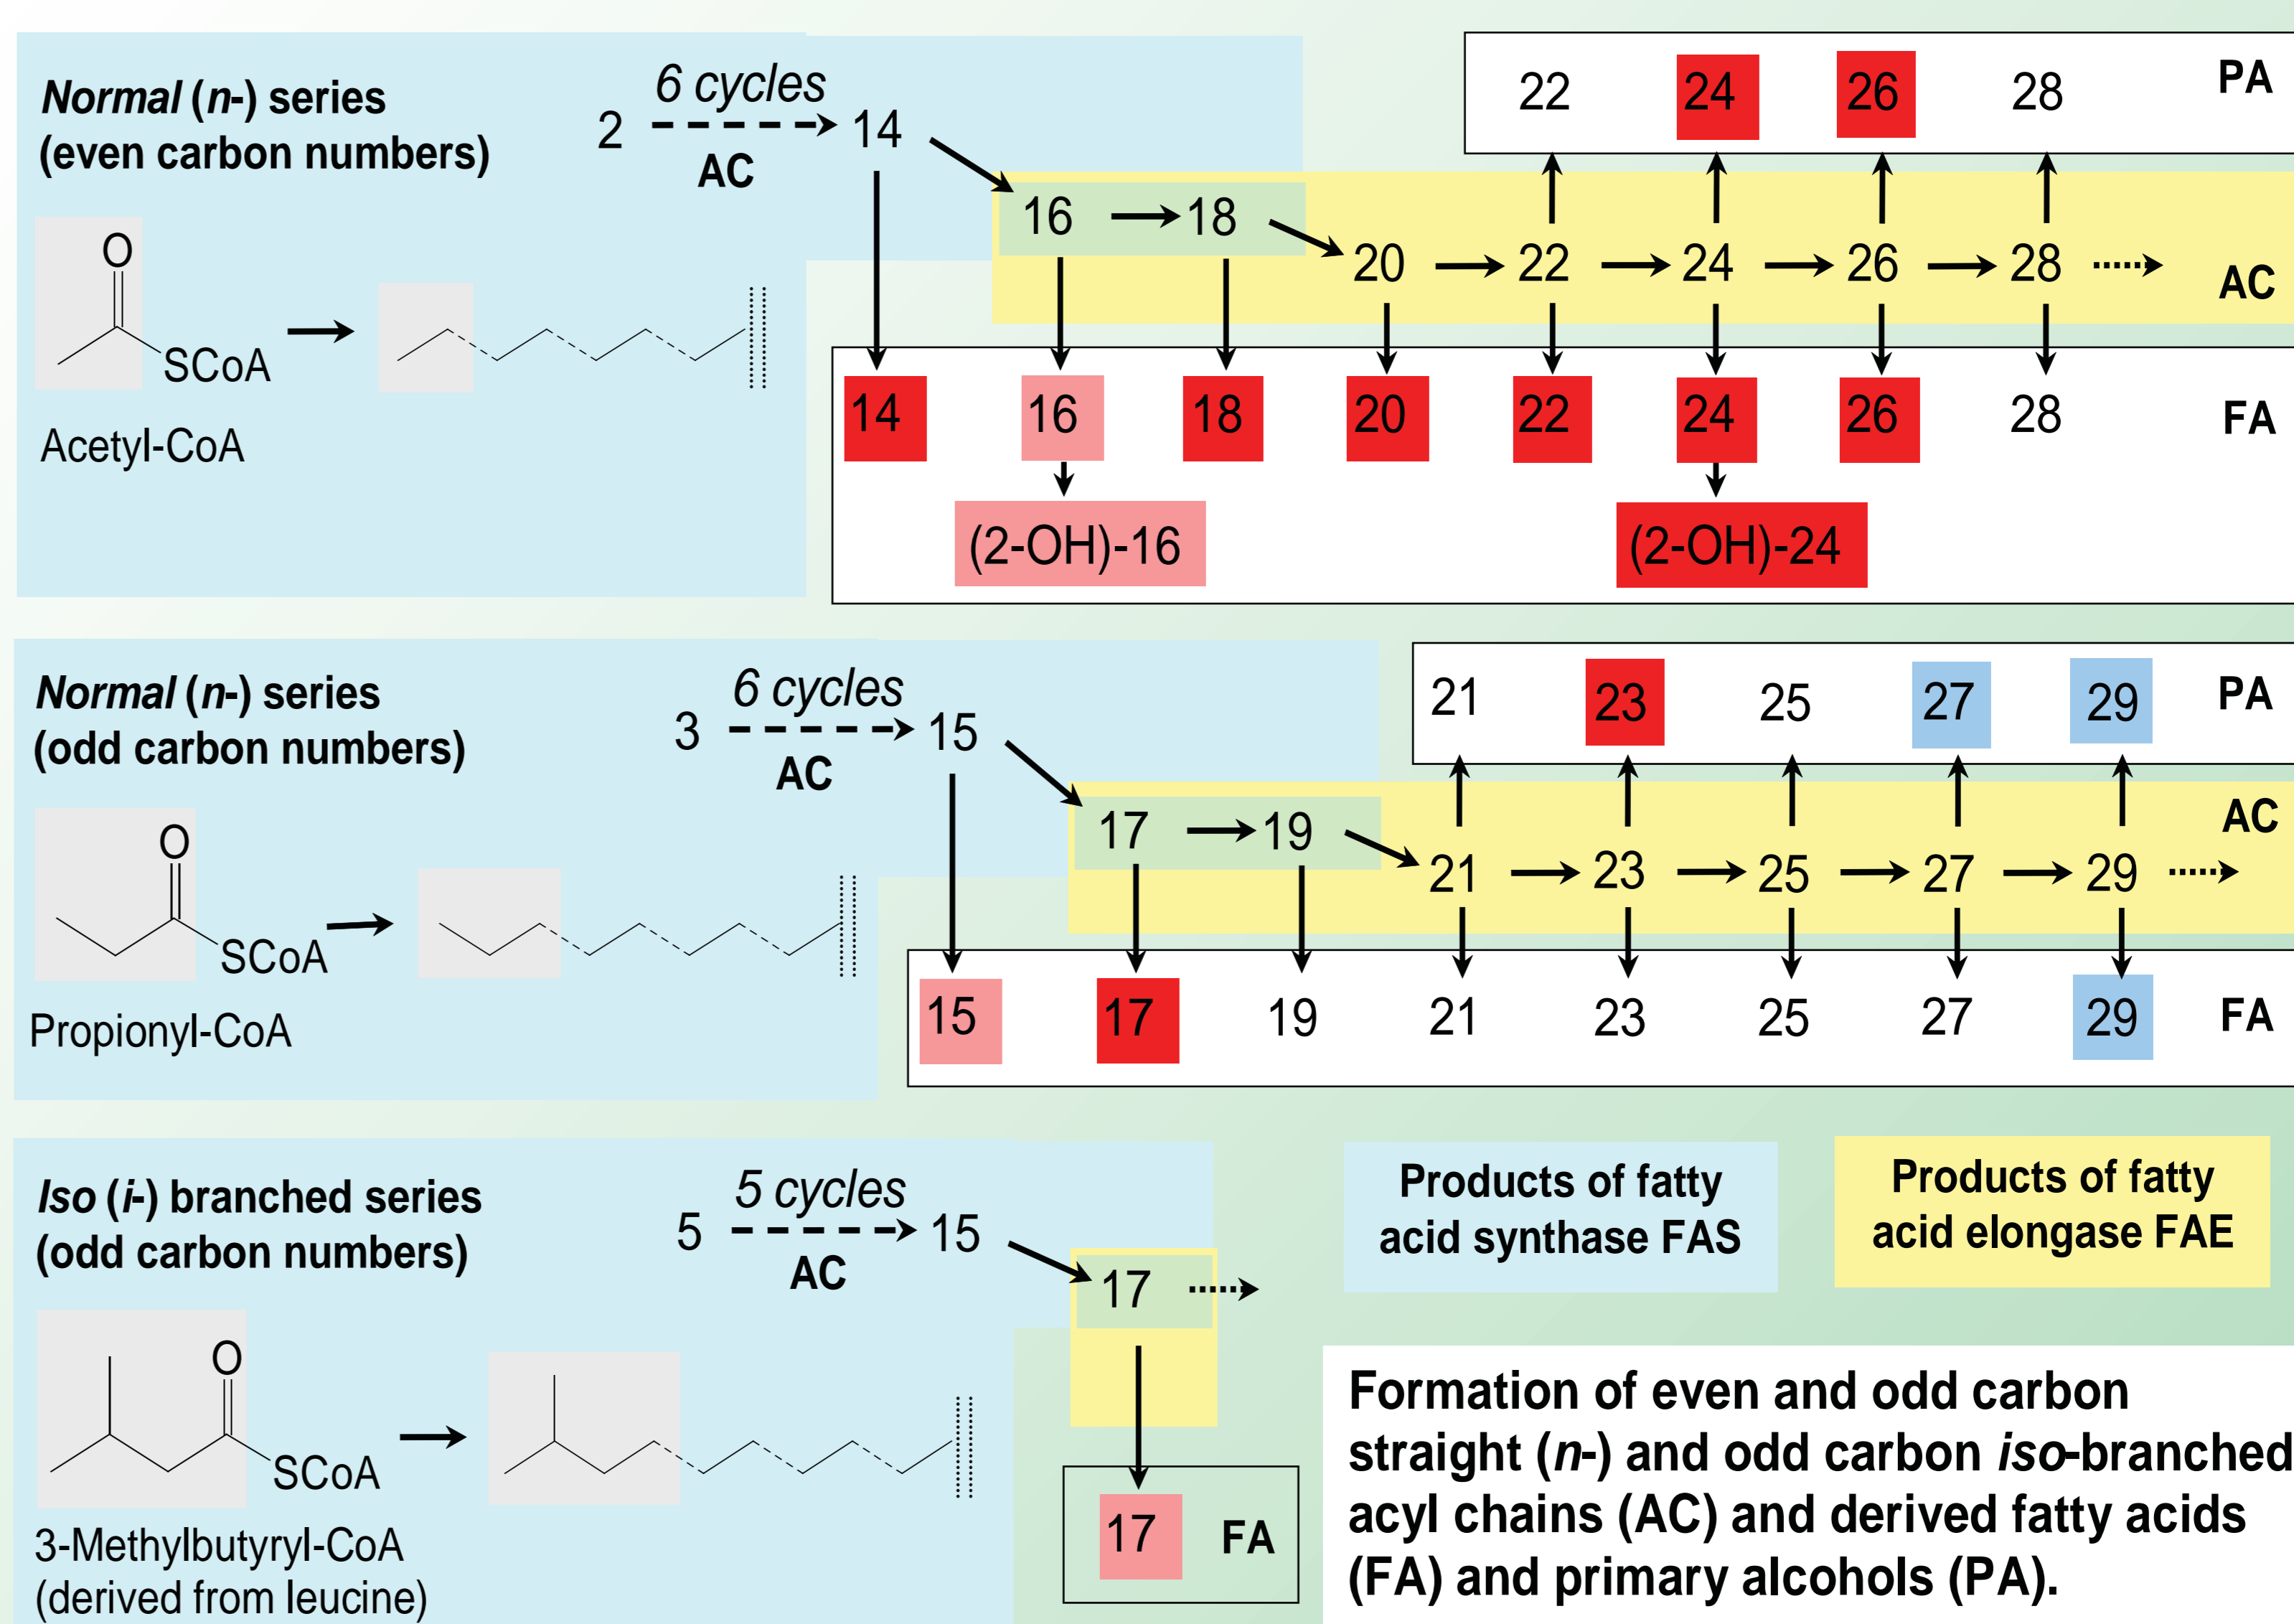 Normal (n-) series
(even carbon numbers)
6 cycles
2
14
AC
22 24 26 28 PA
16 18
20 22 24 26 28 AC
O
SCoA
Acetyl-CoA
14 16 18 20 22 24 26 28 FA
(2-OH)-16 (2-OH)-24
Normal (n-) series
(odd carbon numbers)
6 cycles
3
15
AC
21 23 25 27 29 PA
AC
17 19
21 23 25 27 29
O
SCoA
Propionyl-CoA
15 17 19 21 23 25 27 29 FA
Iso (i-) branched series
(odd carbon numbers)
5 cycles
5
15
AC
17
O
SCoA
3-Methylbutyryl-CoA
(derived from leucine)
17 FA
Products of fatty
acid synthase FAS
Products of fatty
acid elongase FAE
Formation of even and odd carbon
straight (n-) and odd carbon iso-branched
acyl chains (AC) and derived fatty acids
(FA) and primary alcohols (PA).